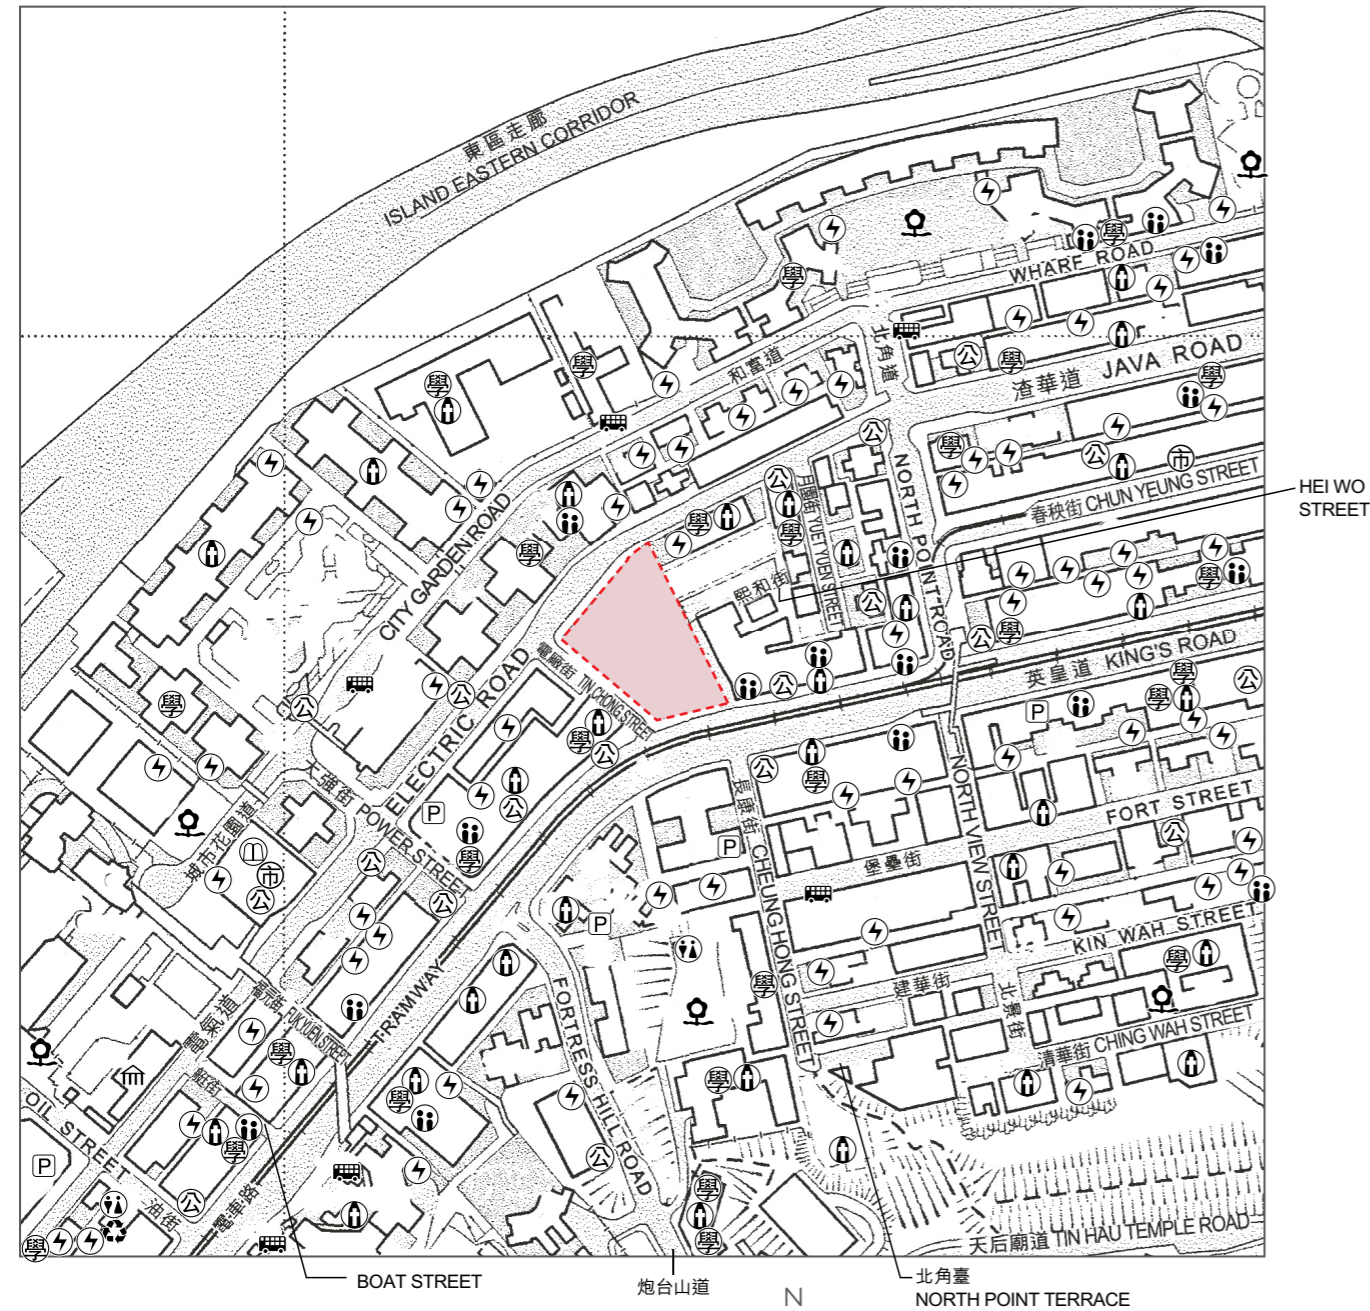 東區走廊
ISLAND EASTERN CORRIDOR
WHARF ROAD
和富道
北角道
渣華道 JAVA ROAD
春秧街 CHUN YEUNG STREET
HEI WO
STREET
NORTH POINT ROAD
月園街 YUET YUEN STREET
熙和街
CITY GARDEN ROAD
ELECTRIC ROAD
電廠街 TIN CHONG STREET
英皇道 KING'S ROAD
城市花園道
大強街 POWER STREET
長康街 CHEUNG HONG STREET
NORTH VIEW STREET
FORT STREET
堡壘街
KIN WAH STREET
建華街
北景街
清華街 CHING WAH STREET
福元街 FUK YUEN STREET
電氣道
TRAMWAY
FORTRESS HILL ROAD
艇街
OIL STREET
油街
電車路
天后廟道 TIN HAU TEMPLE ROAD
BOAT STREET
炮台山道
北角臺
NORTH POINT TERRACE
N
學
公
市
P